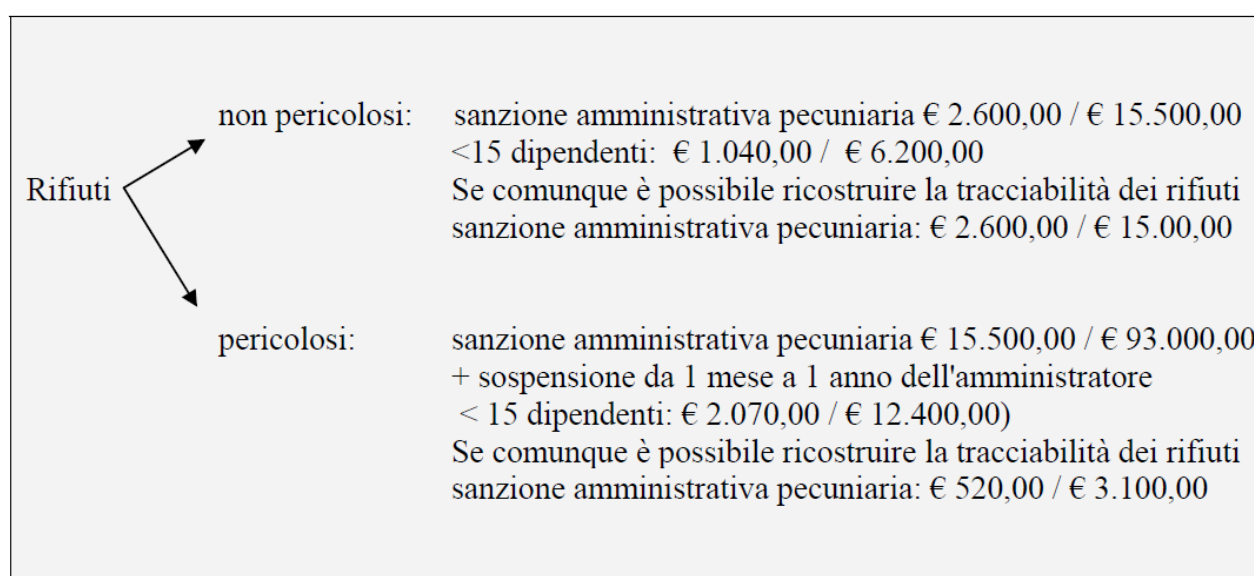 non pericolosi: sanzione amministrativa pecuniaria € 2.600,00 / € 15.500,00
<15 dipendenti: € 1.040,00 / € 6.200,00
Rifiuti Se comunque è possibile ricostruire la tracciabilità dei rifiuti
sanzione amministrativa pecuniaria: € 2.600,00 / € 15.00,00
pericolosi: sanzione amministrativa pecuniaria € 15.500,00 / € 93.000,00
+ sospensione da 1 mese a 1 anno dell'amministratore
< 15 dipendenti: € 2.070,00 / € 12.400,00)
Se comunque è possibile ricostruire la tracciabilità dei rifiuti
sanzione amministrativa pecuniaria: € 520,00 / € 3.100,00